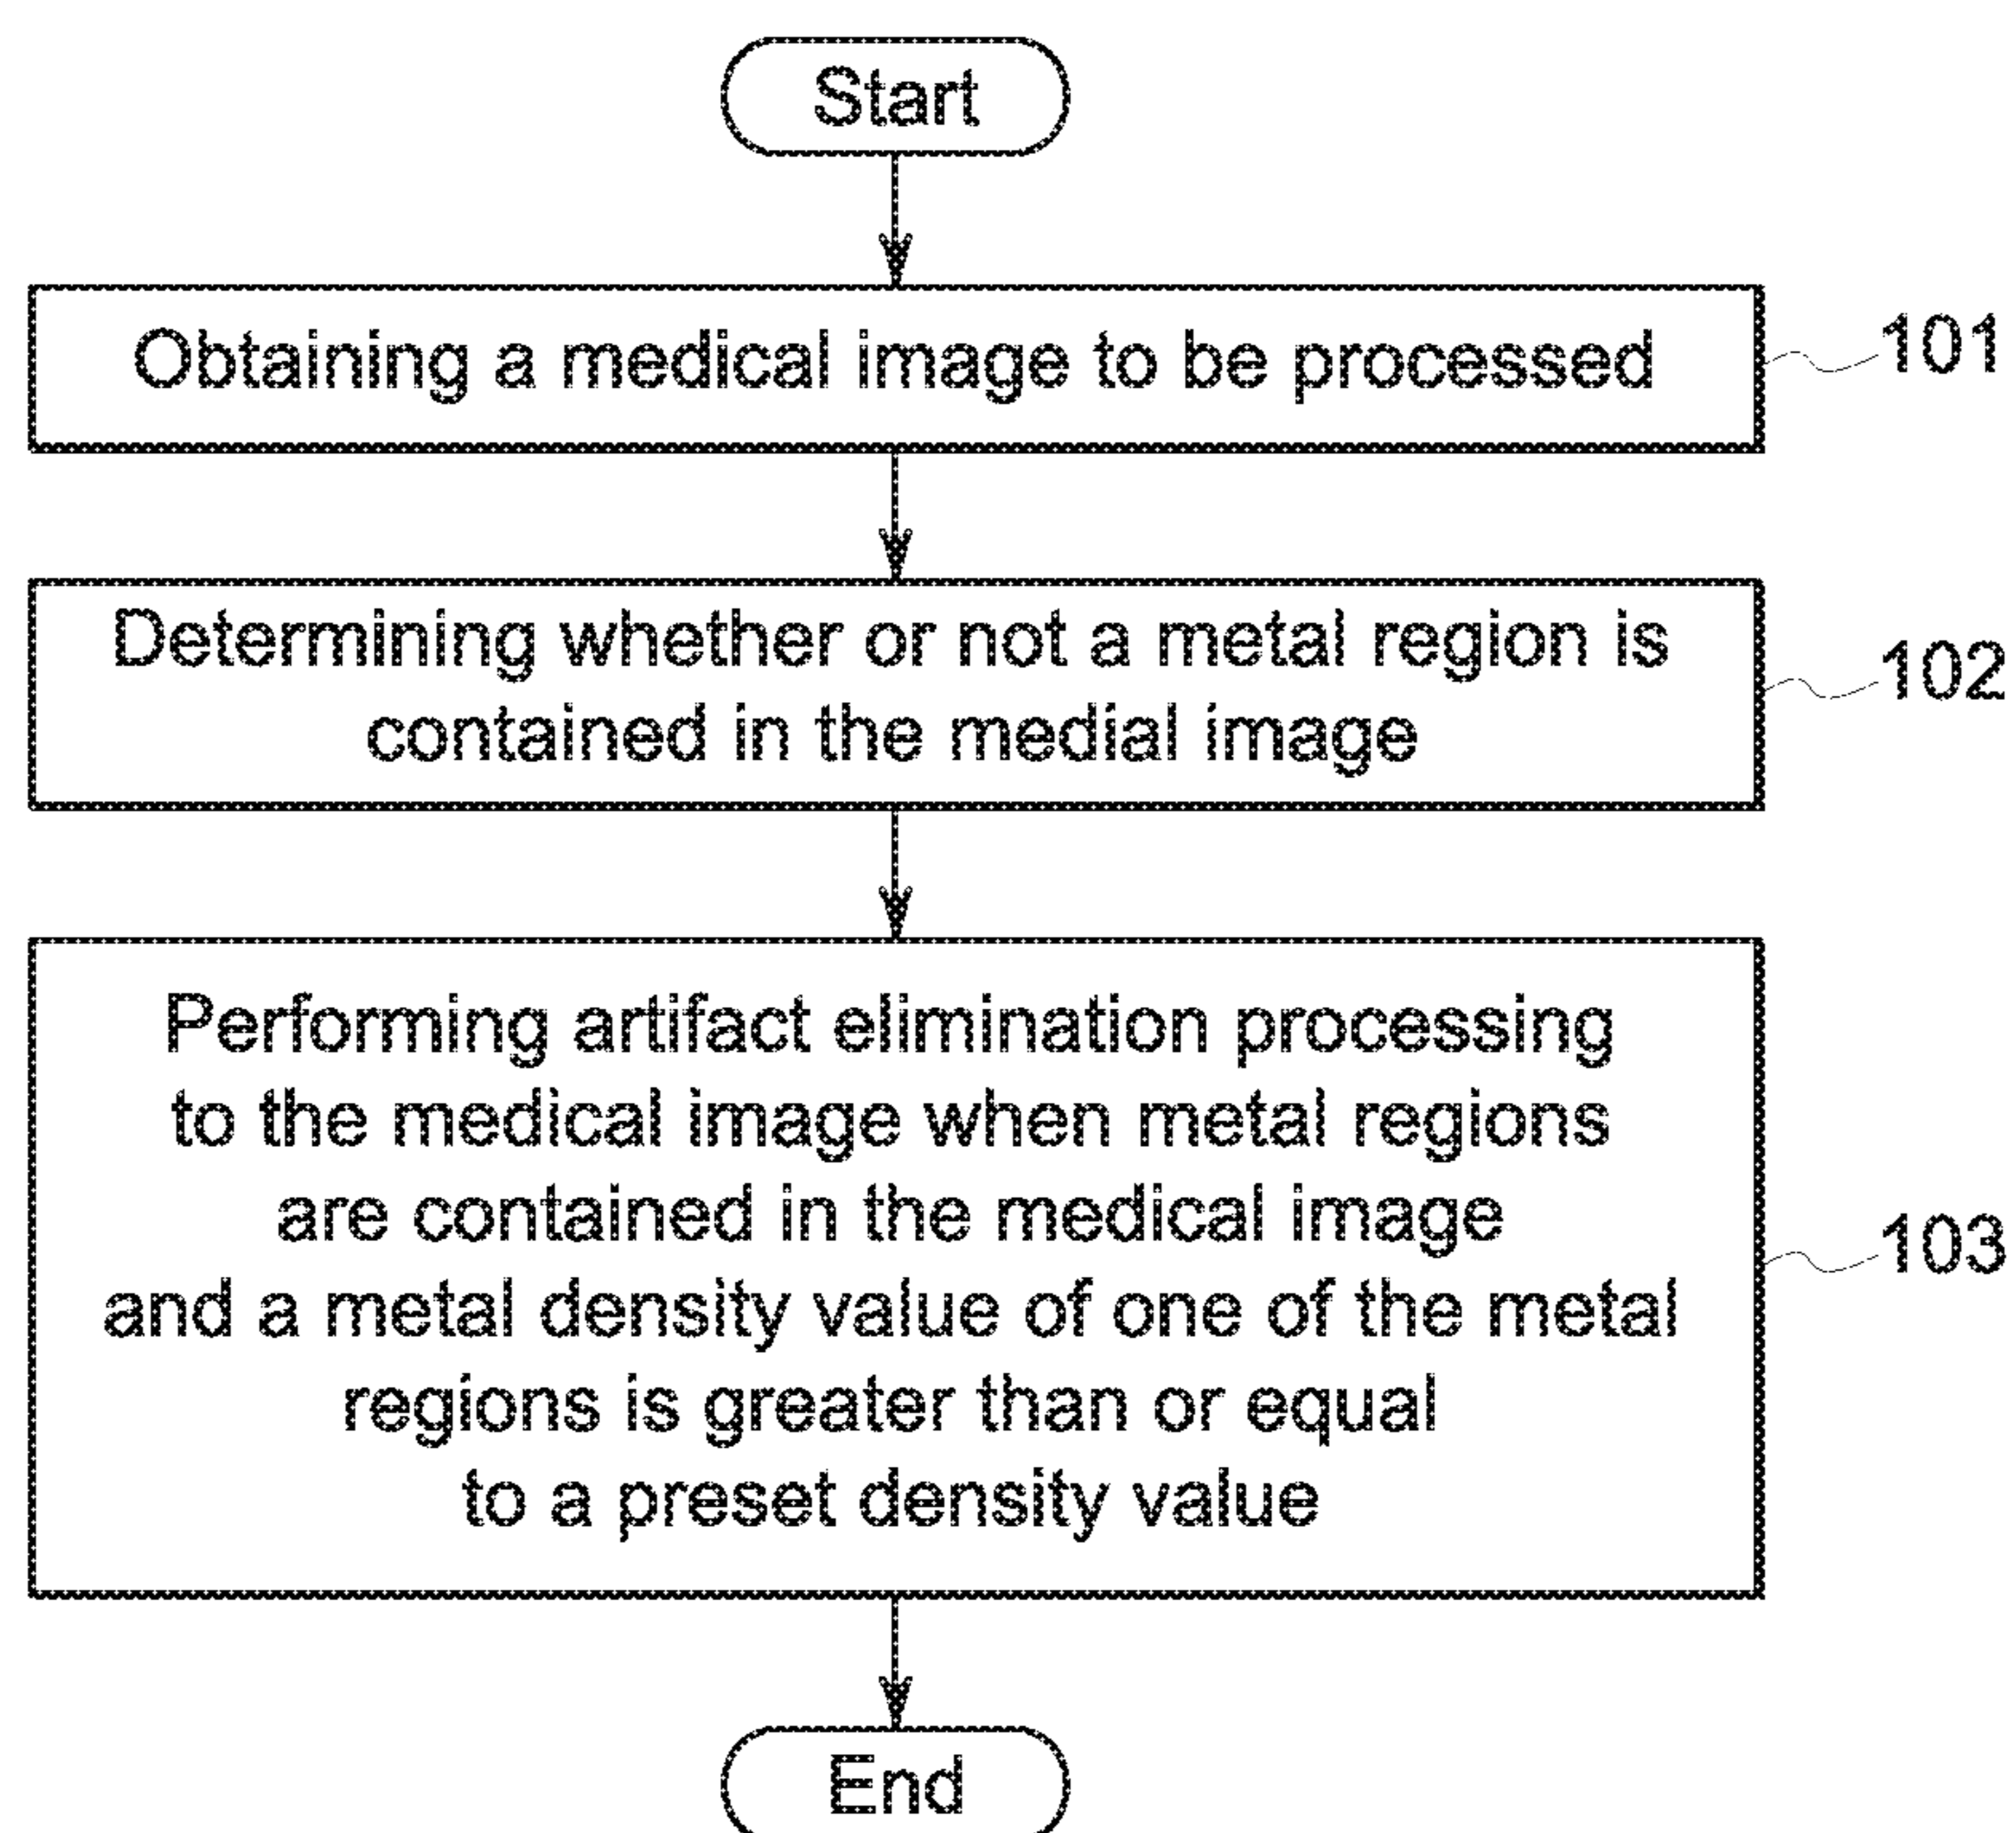 Start
Obtaining a medical image to be processed
101
Determining whether or not a metal region is
contained in the medial image
102
Performing artifact elimination processing
to the medical image when metal regions
are contained in the medical image
and a metal density value of one of the metal
regions is greater than or equal
to a preset density value
103
End